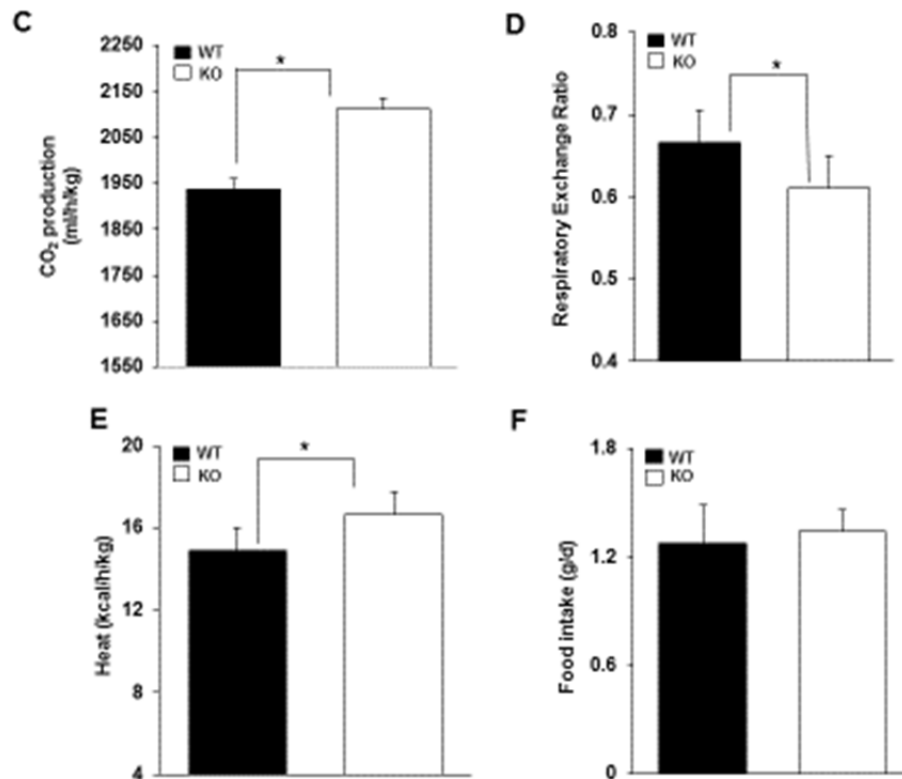 C
CO₂ production
(ml/h/kg)
2250
2150
2050
1950
1850
1750
1650
1550
WT
KO
*
D
Respiratory Exchange Ratio
0.8
0.7
0.6
0.5
0.4
WT
KO
*
E
Heat (kcal/h/kg)
20
16
12
8
4
WT
KO
*
F
Food intake (g/d)
1.8
1.2
0.6
0
WT
KO